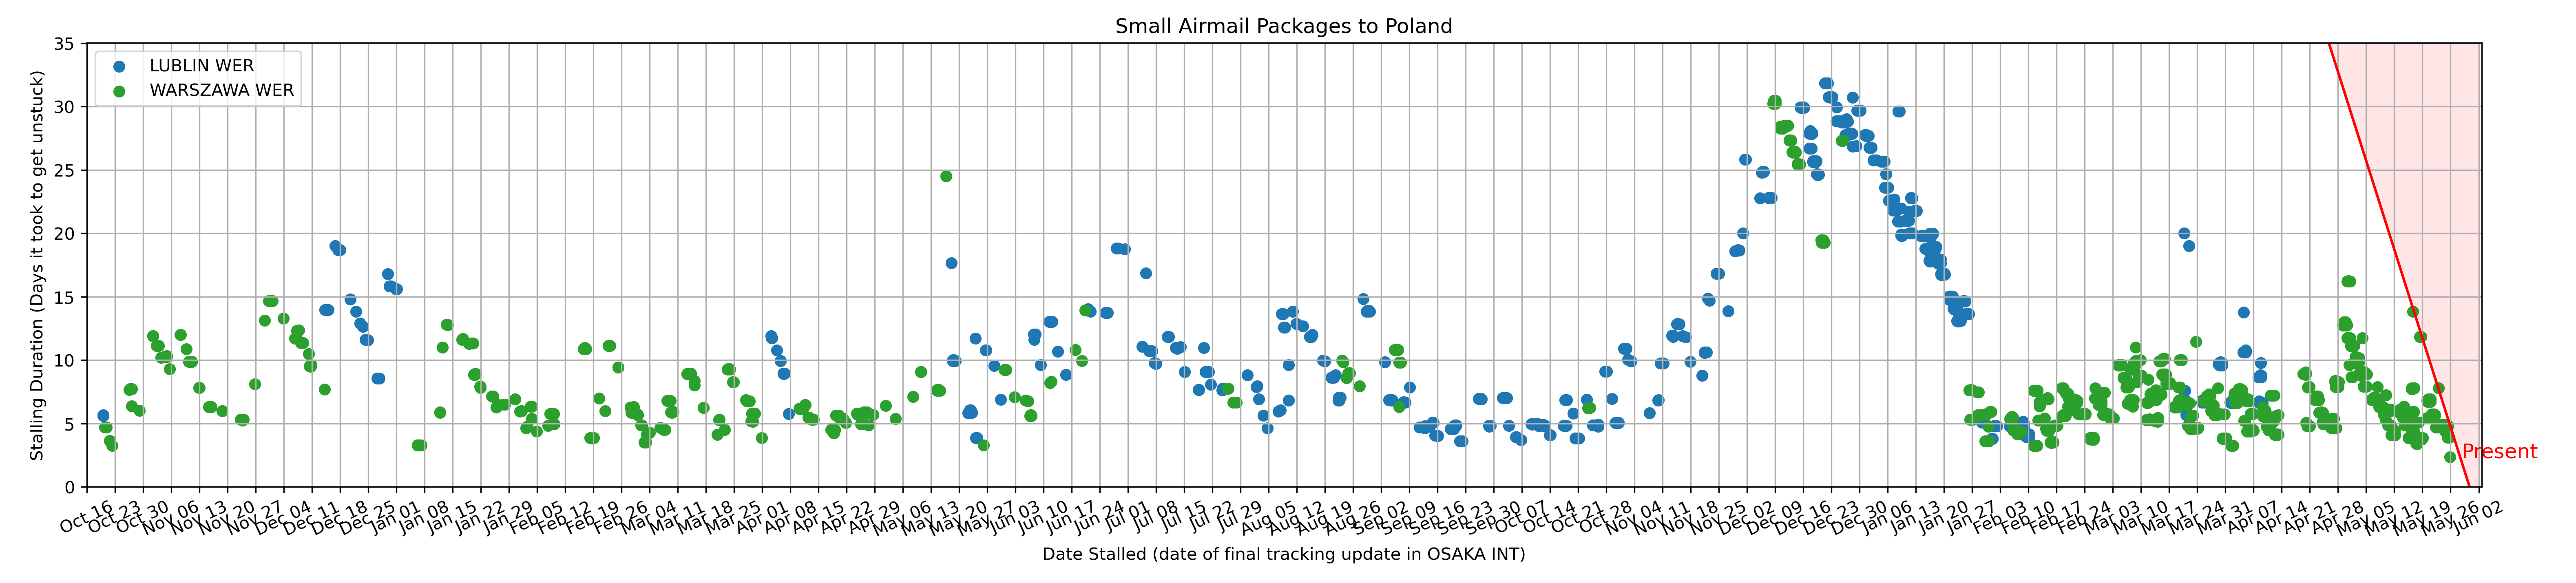 Small Airmail Packages to Poland
LUBLIN WER
WARSZAWA WER
Stalling Duration (Days it took to get unstuck)
35
30
25
20
15
10
5
0
Present
Oct 16 Oct 23 Oct 30 Nov 06 Nov 13 Nov 20 Nov 27 Dec 04 Dec 11 Dec 18 Dec 25 Jan 01 Jan 08 Jan 15 Jan 22 Jan 29 Feb 05 Feb 12 Feb 19 Feb 26 Mar 04 Mar 11 Mar 18 Mar 25 Apr 01 Apr 08 Apr 15 Apr 22 Apr 29 May 06 May 13 May 20 May 27 Jun 03 Jun 10 Jun 17 Jun 24 Jul 01 Jul 08 Jul 15 Jul 22 Jul 29 Aug 05 Aug 12 Aug 19 Aug 26 Sep 02 Sep 09 Sep 16 Sep 23 Sep 30 Oct 07 Oct 14 Oct 21 Oct 28 Nov 04 Nov 11 Nov 18 Nov 25 Dec 02 Dec 09 Dec 16 Dec 23 Dec 30 Jan 06 Jan 13 Jan 20 Jan 27 Feb 03 Feb 10 Feb 17 Feb 24 Mar 03 Mar 10 Mar 17 Mar 24 Mar 31 Apr 07 Apr 14 Apr 21 Apr 28 May 05 May 12 May 19 May 26 Jun 02
Date Stalled (date of final tracking update in OSAKA INT)